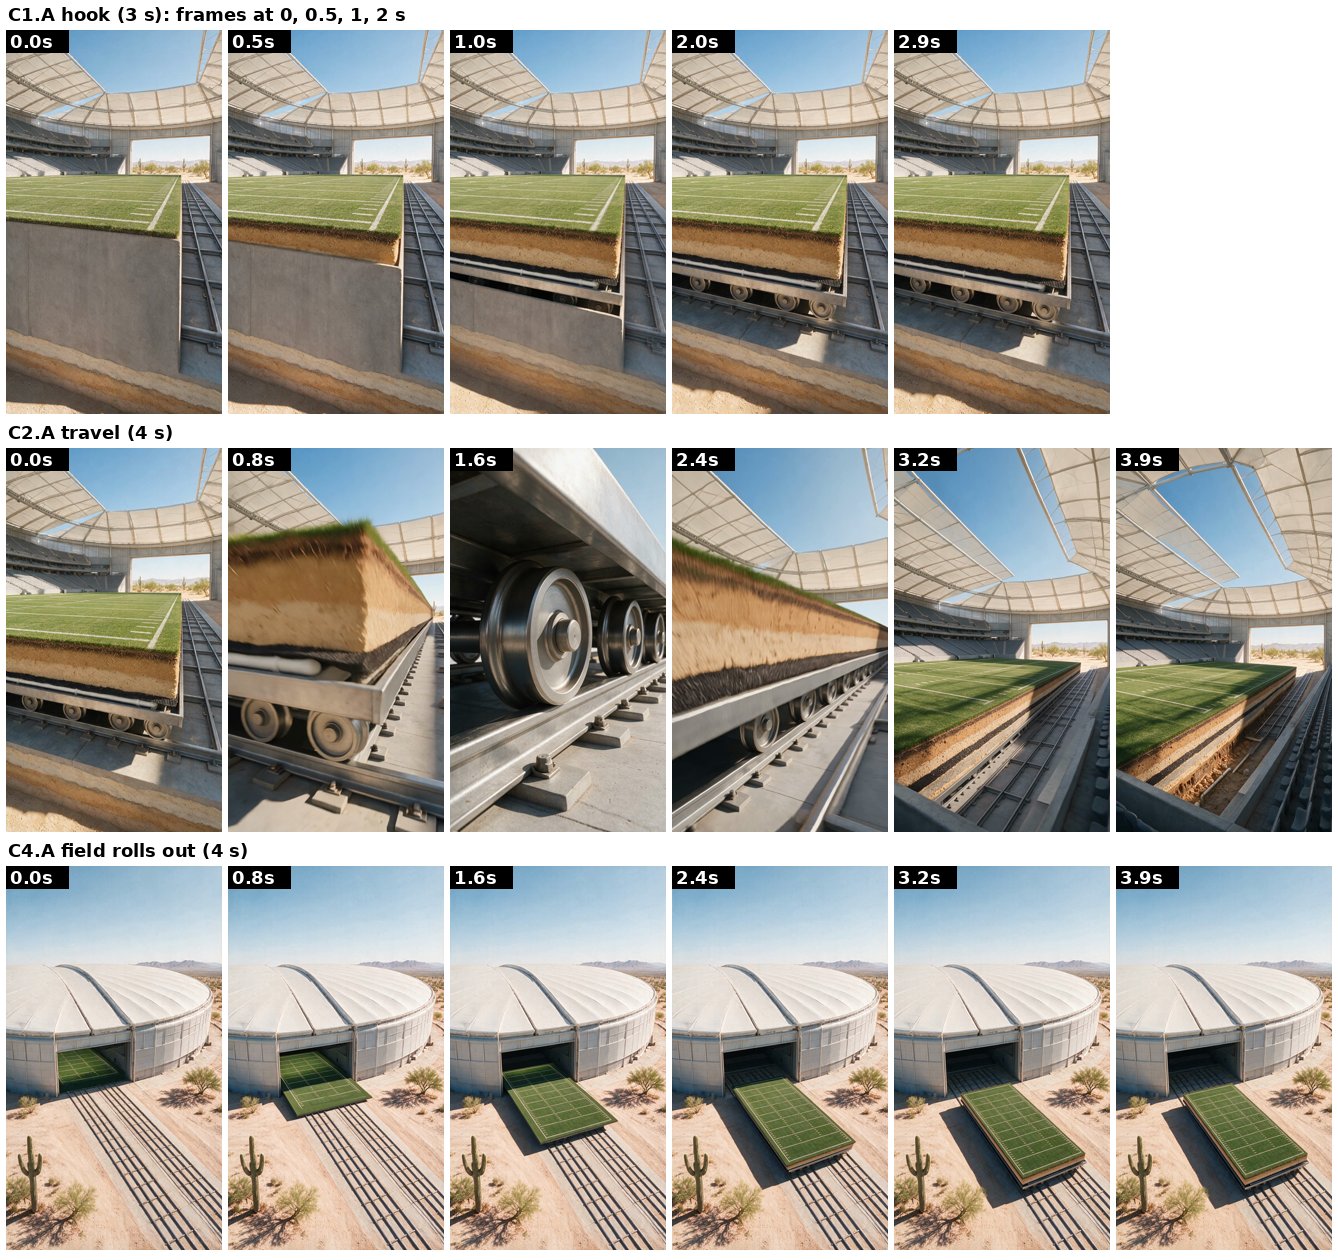 C1.A hook (3 s): frames at 0, 0.5, 1, 2 s
0.0s 0.5s 1.0s 2.0s 2.9s
C2.A travel (4 s)
0.0s 0.8s 1.6s 2.4s 3.2s 3.9s
C4.A field rolls out (4 s)
0.0s 0.8s 1.6s 2.4s 3.2s 3.9s